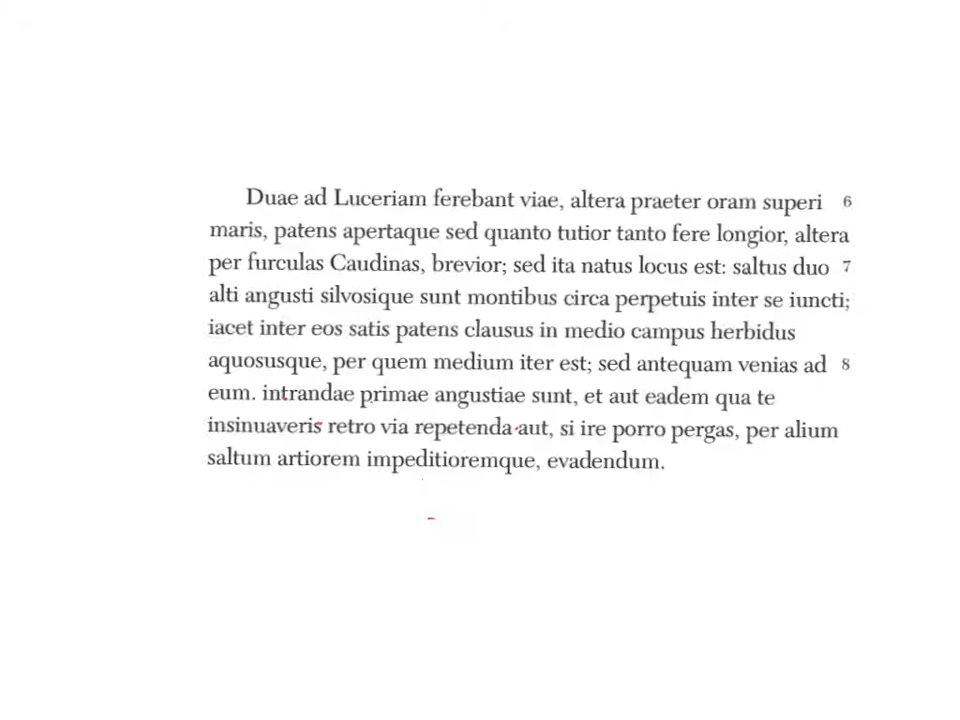 Duae ad Luceriam ferebant viae, altera praeter oram superi 6
maris, patens apertaque sed quanto tutior tanto fere longior, altera
per furculas Caudinas, brevior; sed ita natus locus est: saltus duo 7
alti angusti silvosique sunt montibus circa perpetuis inter se iuncti;
iacet inter eos satis patens clausus in medio campus herbidus
aquosusque, per quem medium iter est; sed antequam venias ad 8
eum. intrandae primae angustiae sunt, et aut eadem qua te
insinuaveris retro via repetenda aut, si ire porro pergas, per alium
saltum artiorem impeditioremque, evadendum.